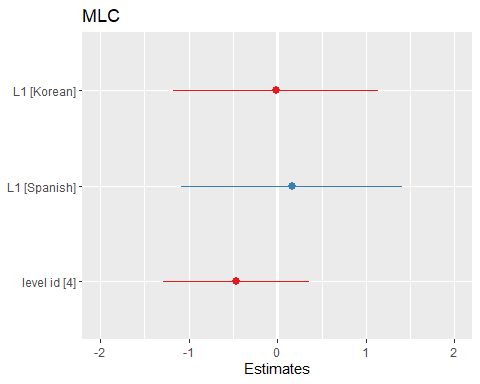 MLC
L1 [Korean]
L1 [Spanish]
level id [4]
-2 -1 0 1 2
Estimates